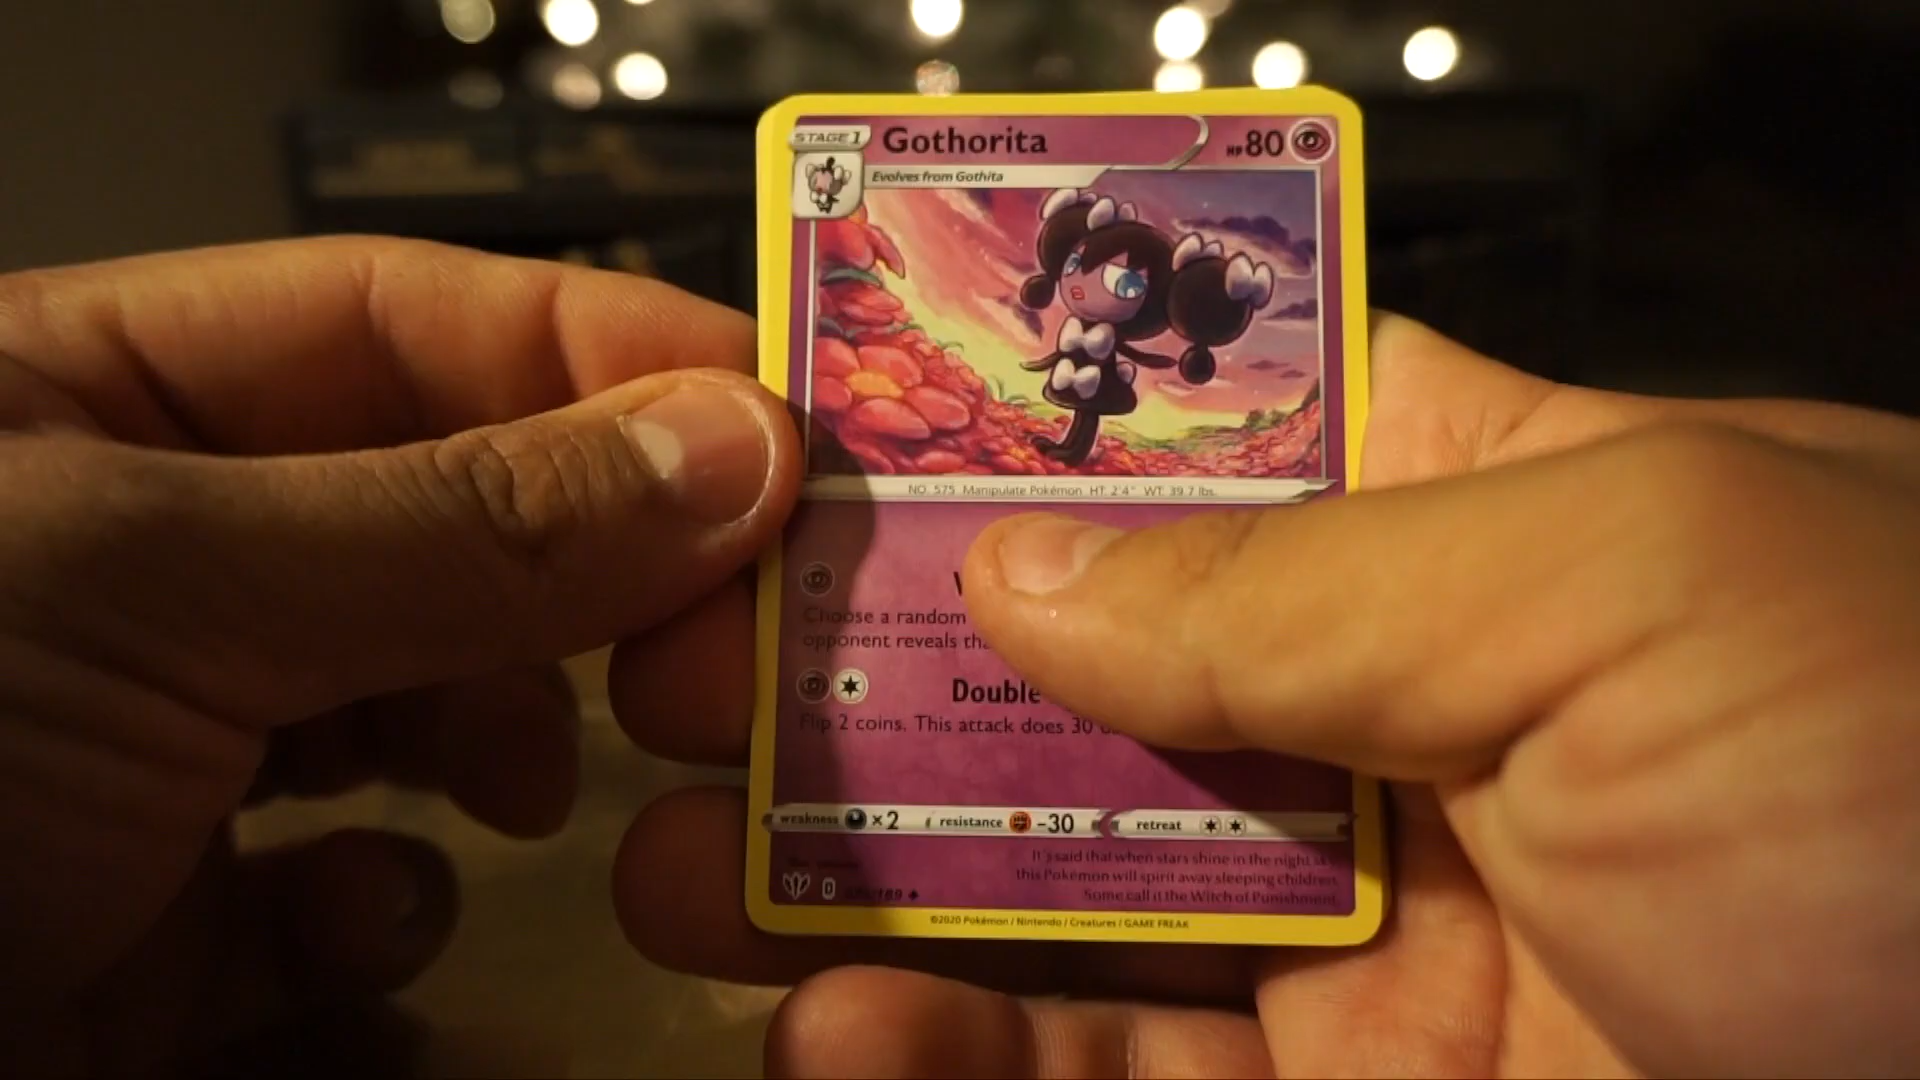 STAGE 1 Gothorita HP 80
Evolves from Gothita
NO. 575 Manipulate Pokémon HT: 2'4" WT: 39.7 lbs.
Choose a random
opponent reveals
Double
Flip 2 coins. This attack does 30
weakness ×2 resistance -30 retreat
It's said that when stars shine in the night
this Pokémon will spirit away sleeping children.
D /189 Some call it the Witch of Punishment.
©2020 Pokémon / Nintendo / Creatures / GAME FREAK